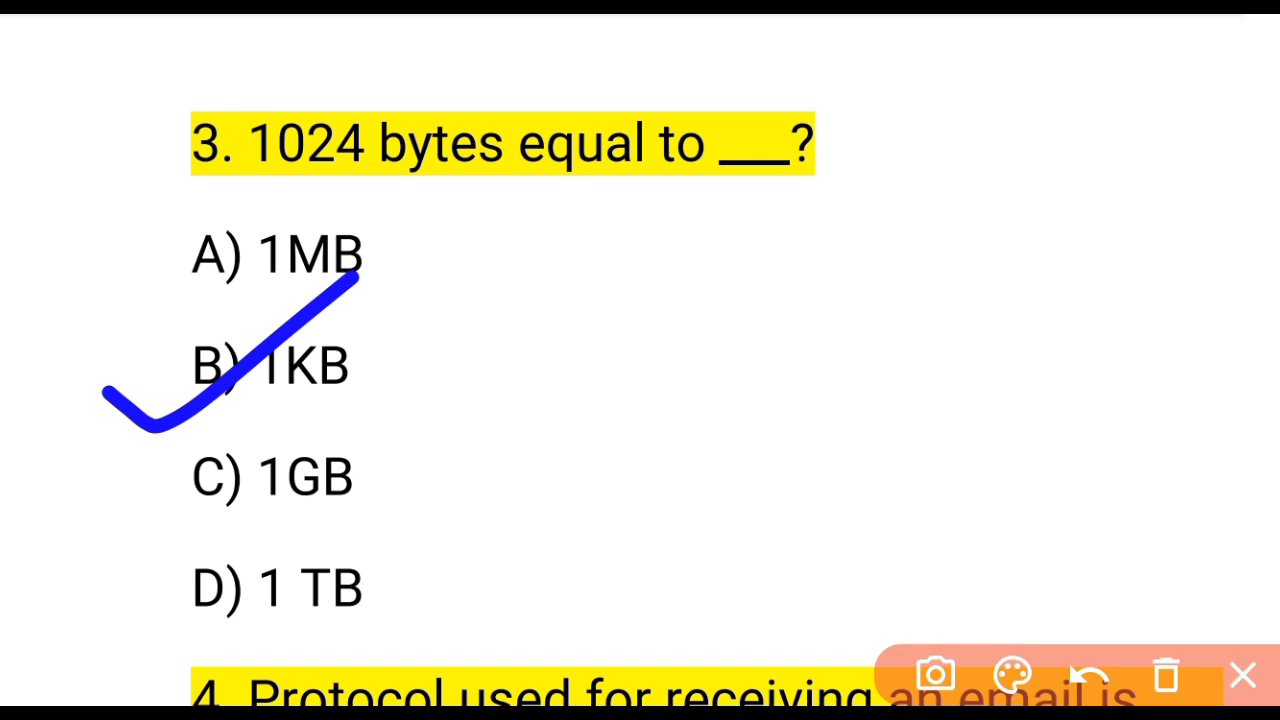 3. 1024 bytes equal to ___?
A) 1MB
B) 1KB
C) 1GB
D) 1 TB
4. Protocol used for receiving an email is